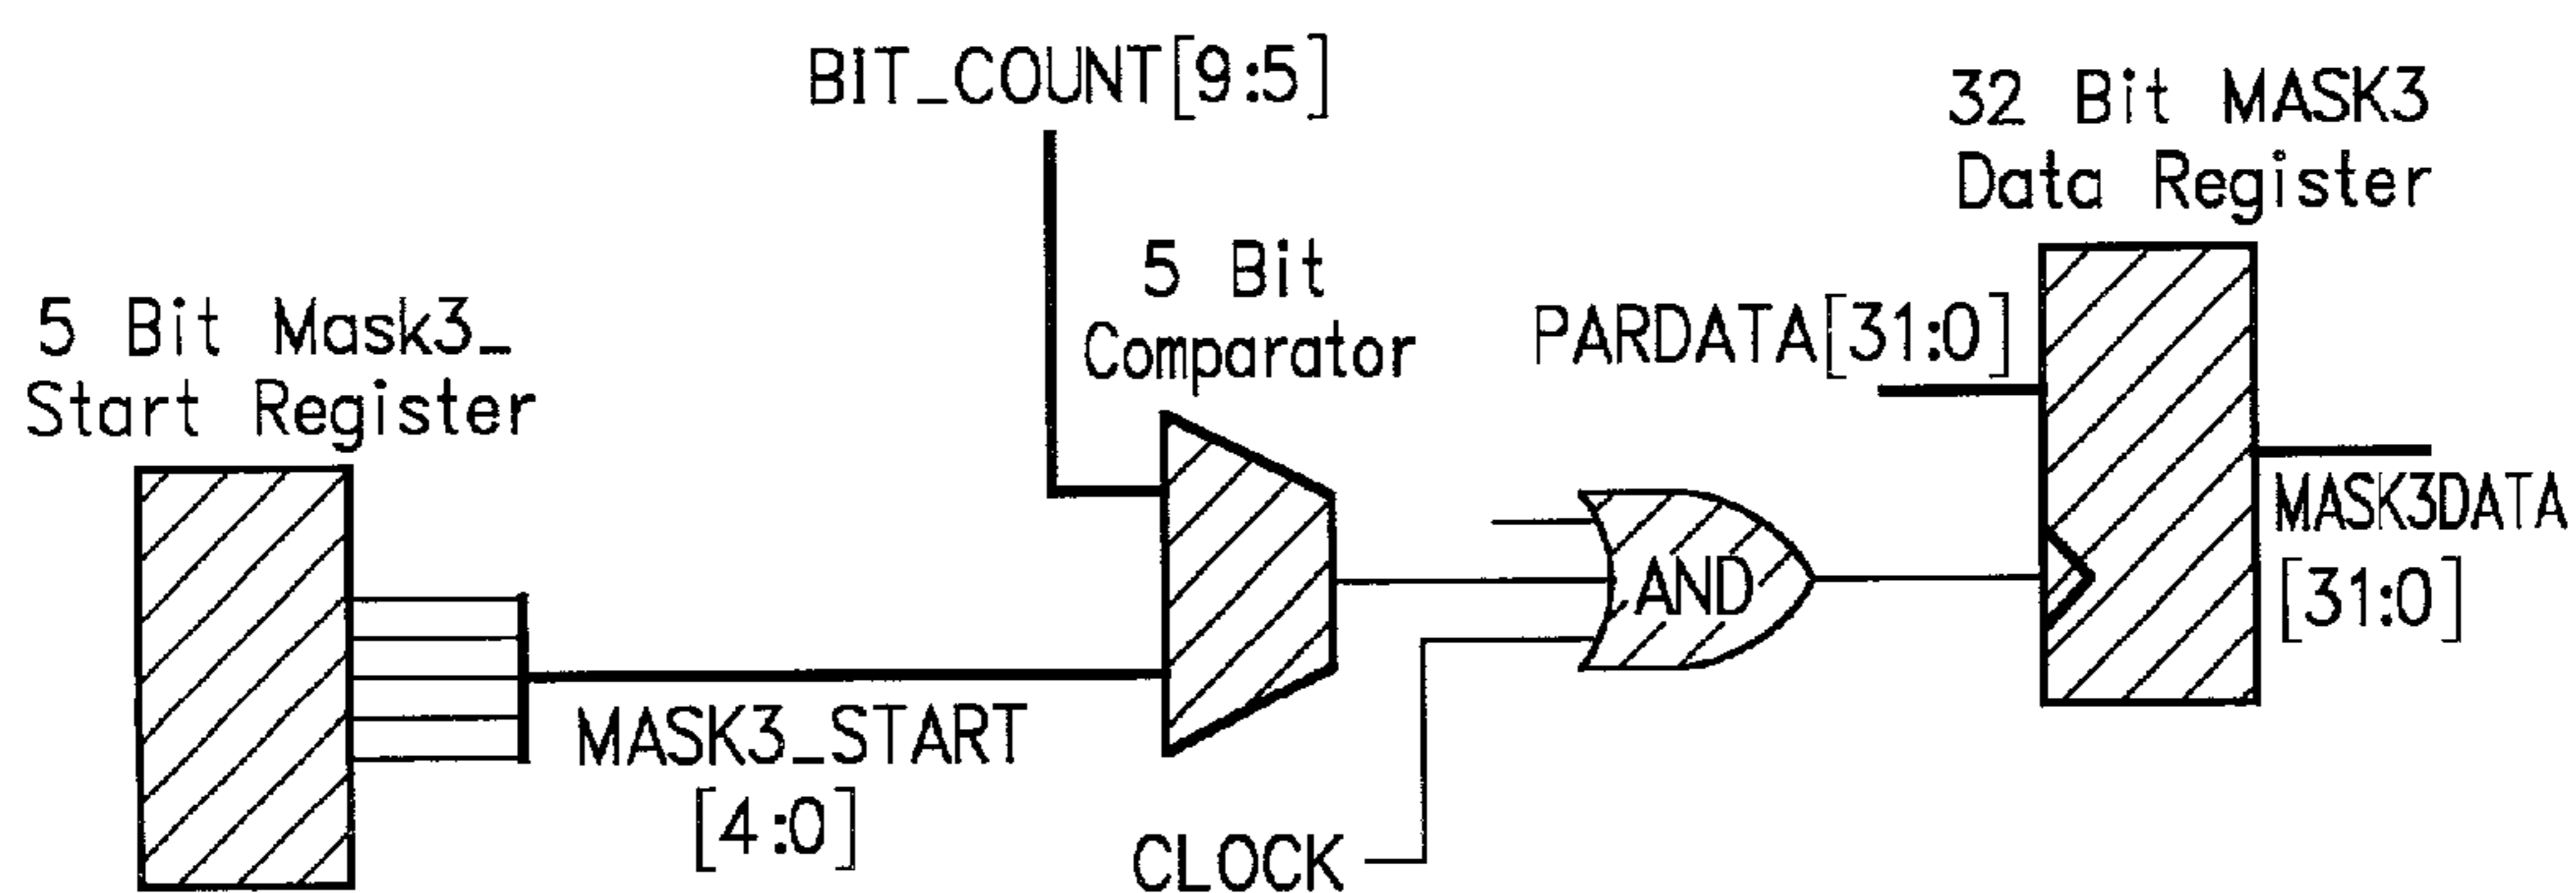 BIT_COUNT[9:5]
32 Bit MASK3
Data Register
5 Bit
Comparator
5 Bit Mask3_
Start Register
PARDATA[31:0]
MASK3DATA
[31:0]
AND
MASK3_START
[4:0]
CLOCK